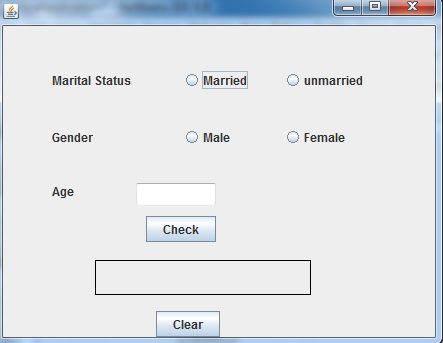 Marital Status Married unmarried
Gender Male Female
Age
Check
Clear